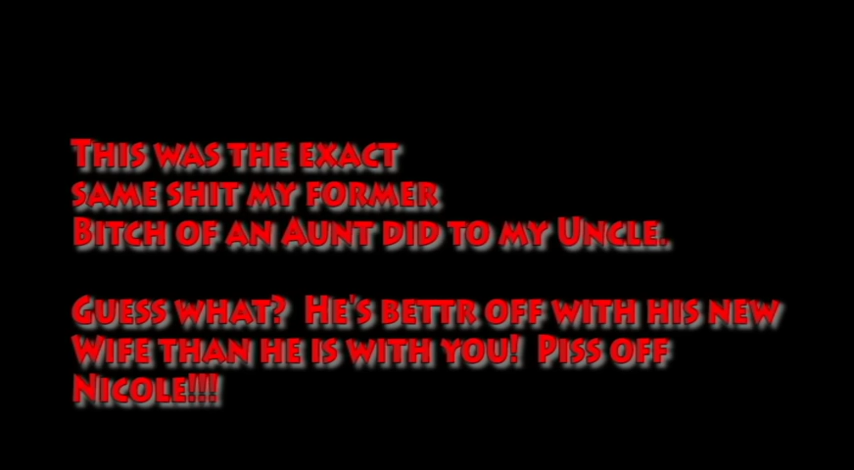 This was the exact
same shit my former
Bitch of an Aunt did to my Uncle.
Guess what?  He's bettr off with his new
Wife than he is with you!  Piss off
Nicole!!!